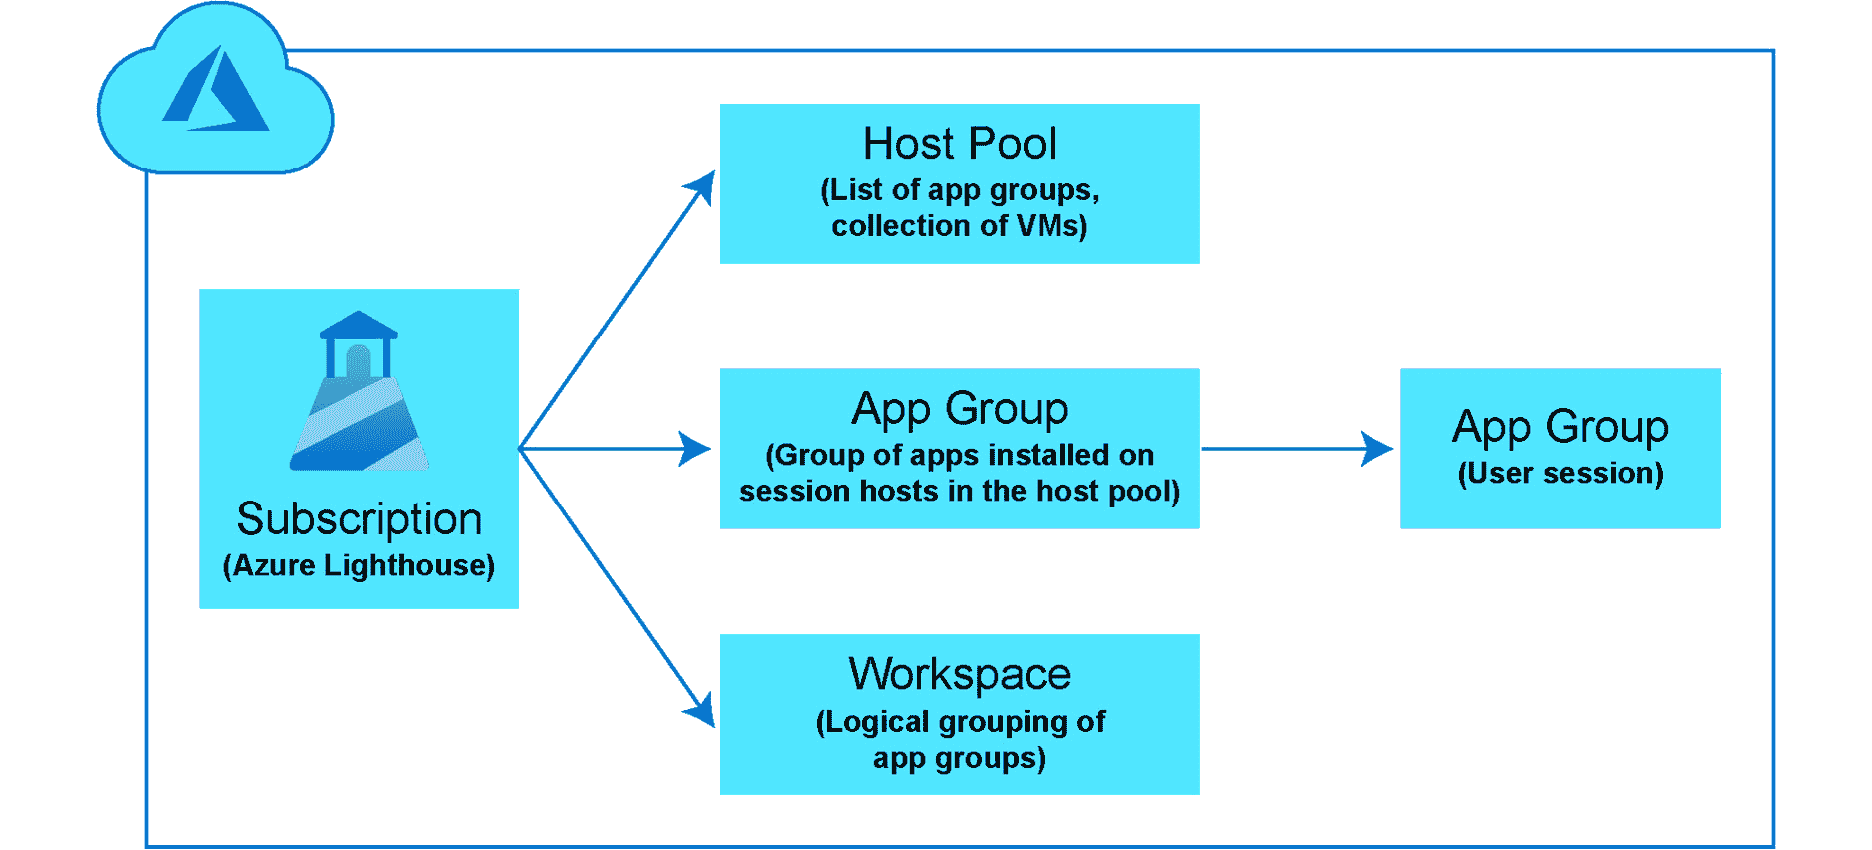 Host Pool
(List of app groups,
collection of VMs)
Subscription
(Azure Lighthouse)
App Group
(Group of apps installed on
session hosts in the host pool)
App Group
(User session)
Workspace
(Logical grouping of
app groups)